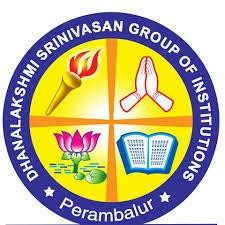 DHANALAKSHMI SRINIVASAN GROUP OF INSTITUTIONS
Perambalur